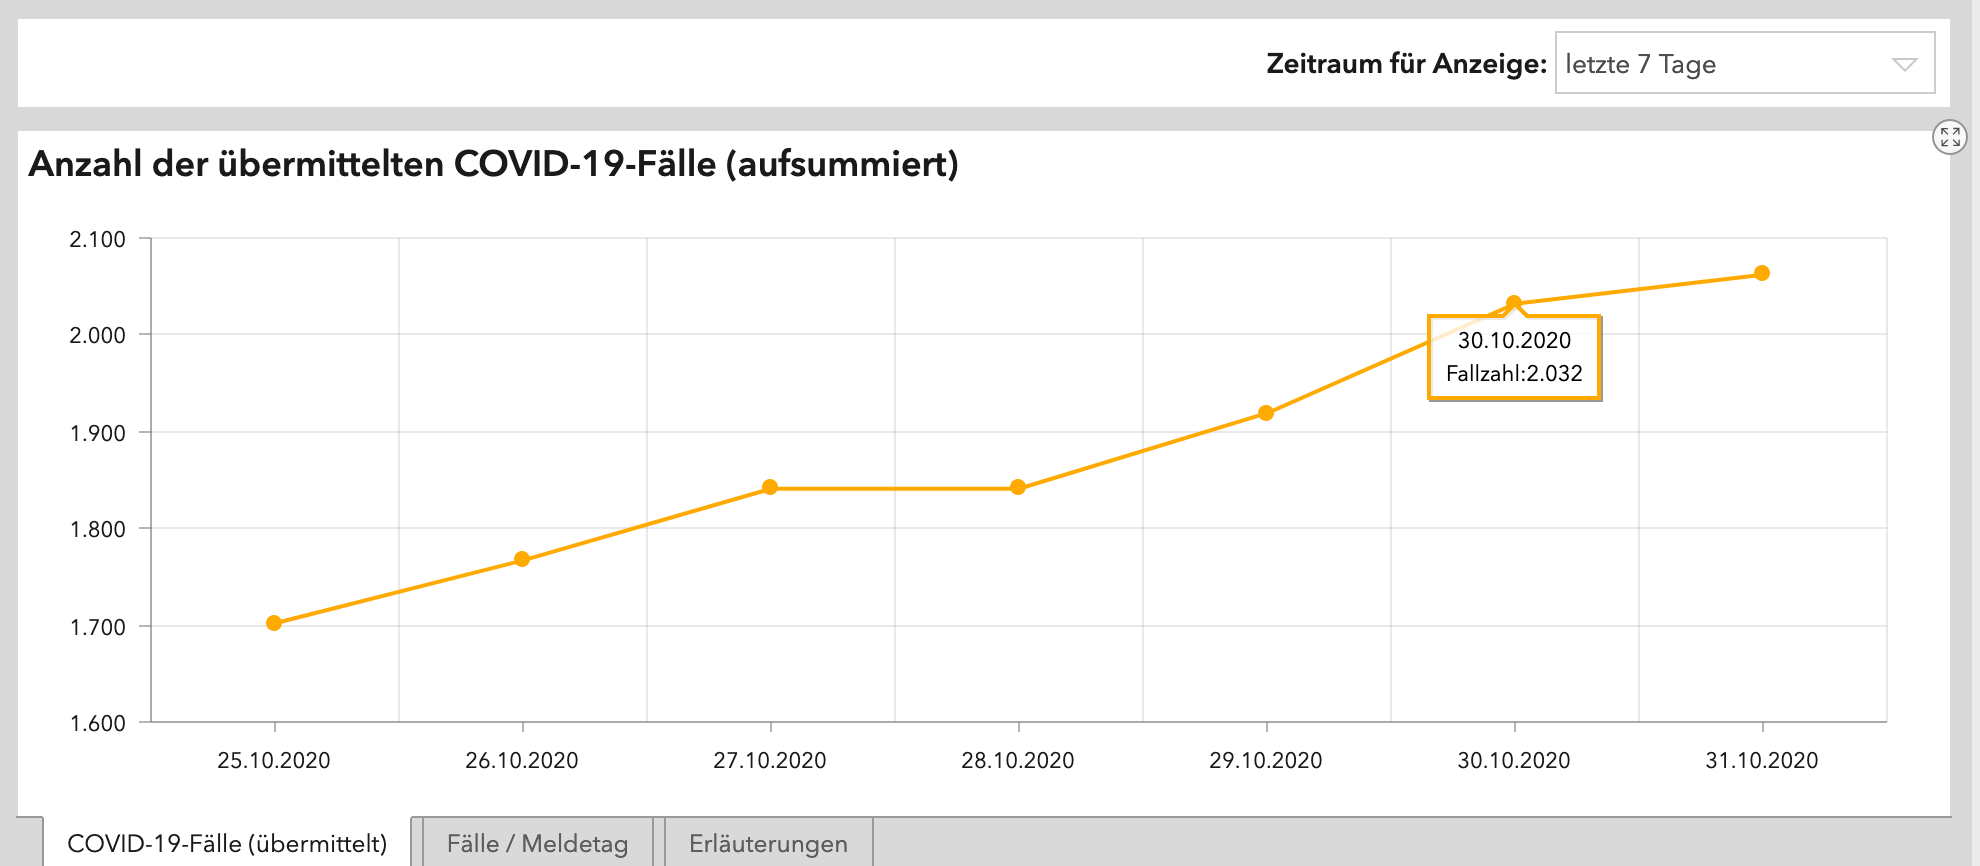 Zeitraum für Anzeige: letzte 7 Tage
Anzahl der übermittelten COVID-19-Fälle (aufsummiert)
2.100
2.000
1.900
1.800
1.700
1.600
30.10.2020
Fallzahl:2.032
25.10.2020 26.10.2020 27.10.2020 28.10.2020 29.10.2020 30.10.2020 31.10.2020
COVID-19-Fälle (übermittelt) Fälle / Meldetag Erläuterungen